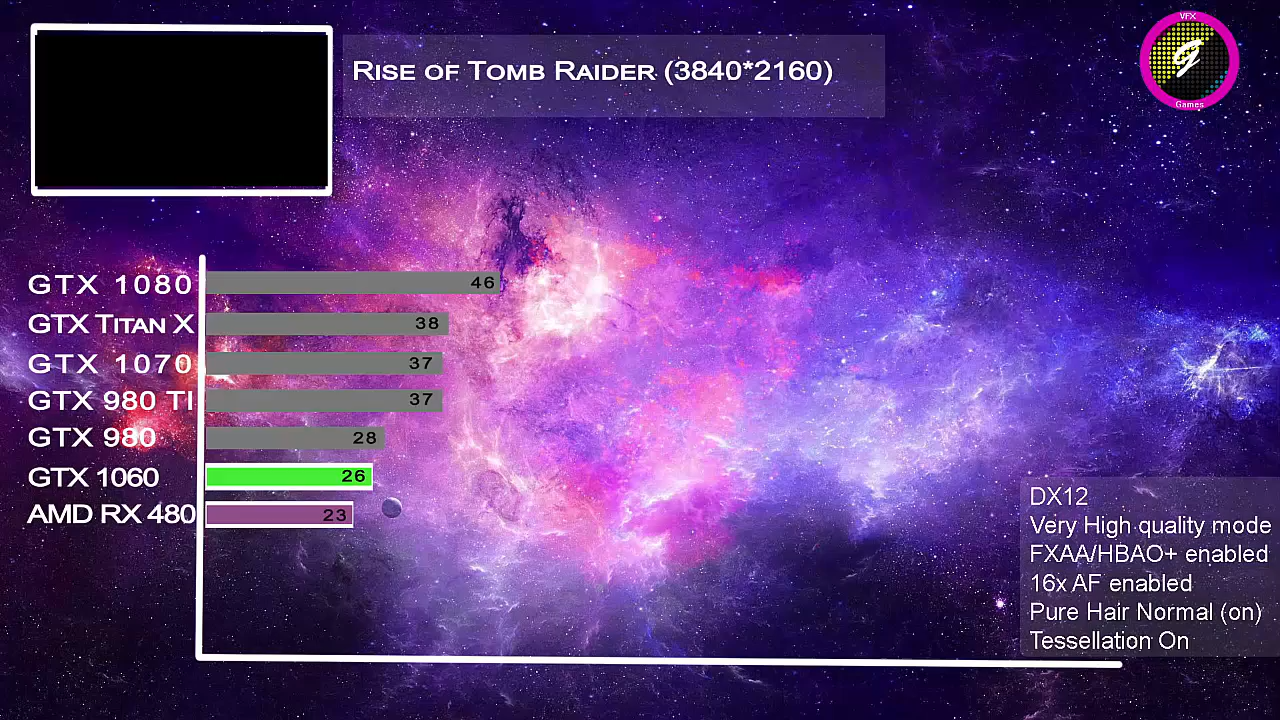 VFX
g
Games
Rise of Tomb Raider (3840*2160)
GTX 1080 46
GTX Titan X 38
GTX 1070 37
GTX 980 TI 37
GTX 980 28
GTX 1060 26
AMD RX 480 23
DX12
Very High quality mode
FXAA/HBAO+ enabled
16x AF enabled
Pure Hair Normal (on)
Tessellation On